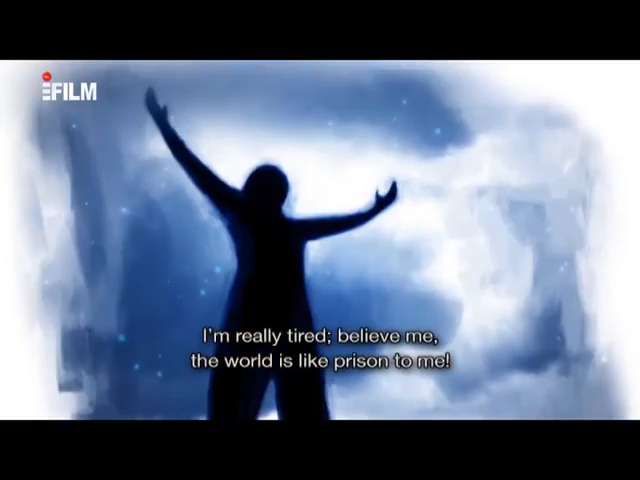 iFILM
I'm really tired; believe me,
the world is like prison to me!